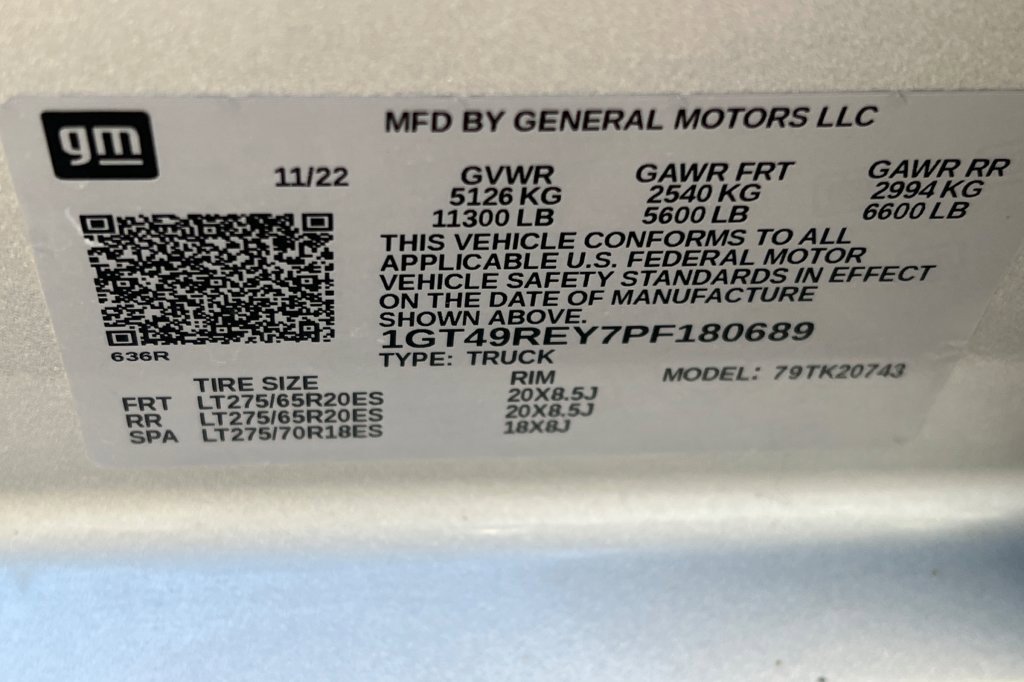 gm
MFD BY GENERAL MOTORS LLC
11/22
GVWR GAWR FRT GAWR RR
5126 KG 2540 KG 2994 KG
11300 LB 5600 LB 6600 LB
THIS VEHICLE CONFORMS TO ALL
APPLICABLE U.S. FEDERAL MOTOR
VEHICLE SAFETY STANDARDS IN EFFECT
ON THE DATE OF MANUFACTURE
SHOWN ABOVE.
1GT49REY7PF180689
636R
TYPE: TRUCK
MODEL: 79TK20743
TIRE SIZE RIM
FRT LT275/65R20ES 20X8.5J
RR LT275/65R20ES 20X8.5J
SPA LT275/70R18ES 18X8J